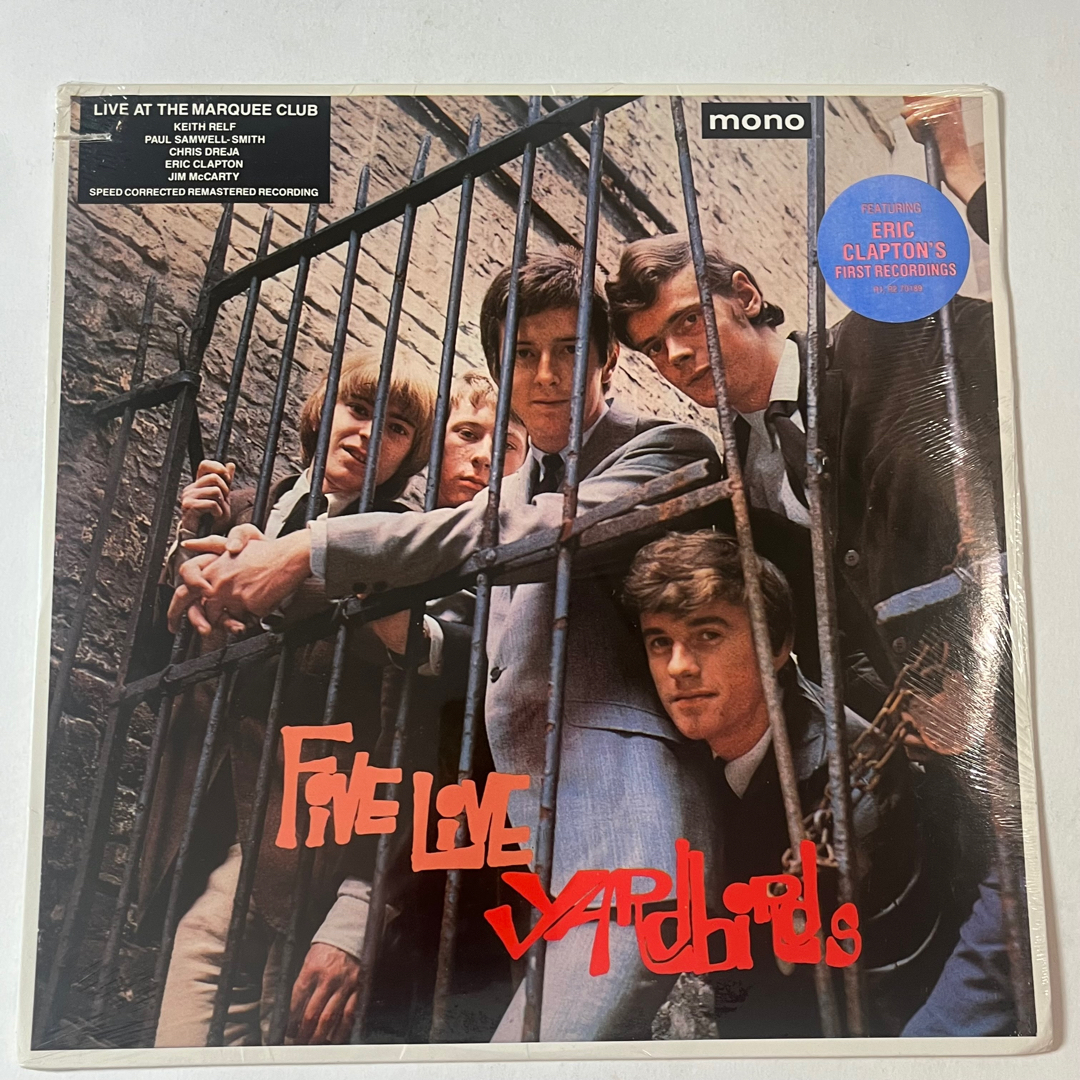 LIVE AT THE MARQUEE CLUB
KEITH RELF
PAUL SAMWELL-SMITH
CHRIS DREJA
ERIC CLAPTON
JIM McCARTY
SPEED CORRECTED REMASTERED RECORDING
mono
FEATURING
ERIC
CLAPTON'S
FIRST RECORDINGS
FiVE LiVE
YARdbiRds